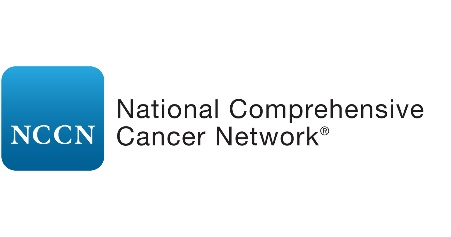 NCCN
National Comprehensive
Cancer Network®